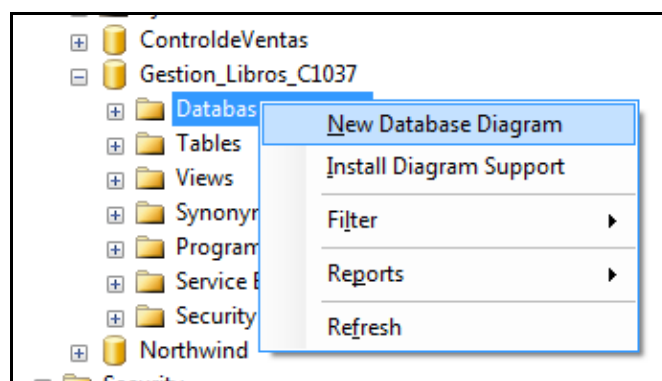 ControldeVentas
Gestion_Libros_C1037
Databas
New Database Diagram
Tables
Install Diagram Support
Views
Synonyr
Filter
Program
Reports
Service E
Security
Refresh
Northwind
Security